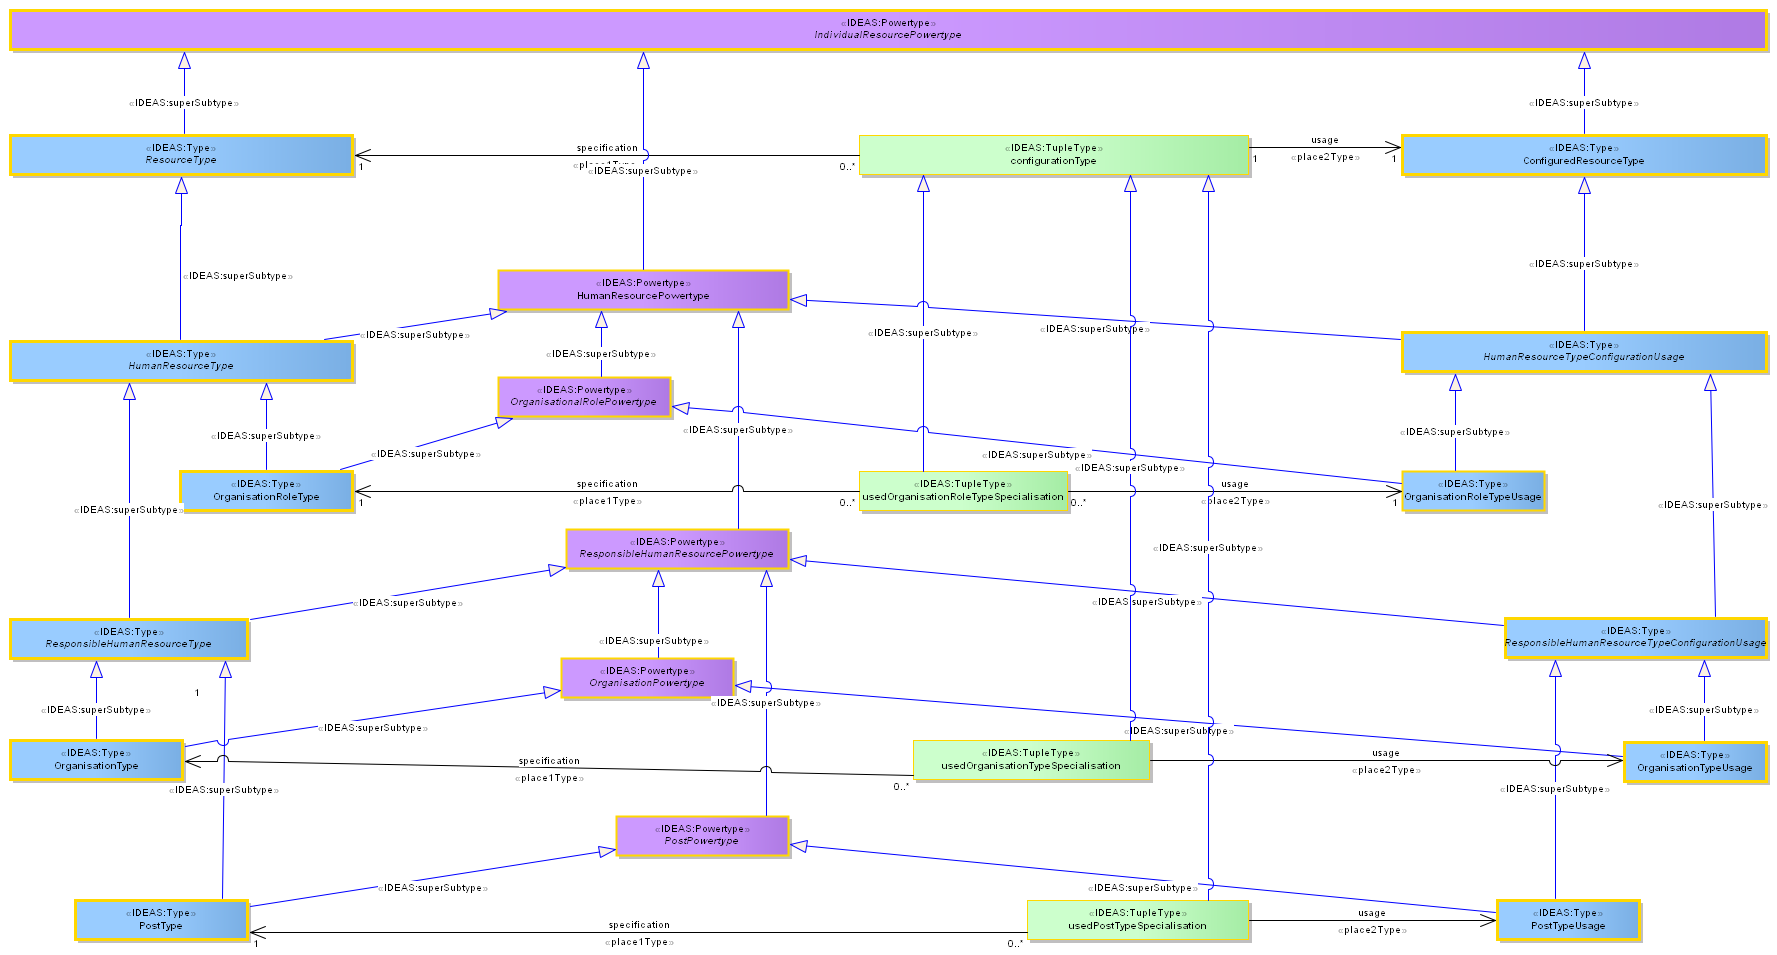 «IDEAS:Powertype»
IndividualResourcePowertype
«IDEAS:superSubtype»
«IDEAS:superSubtype»
«IDEAS:Type»
ResourceType
specification
1
0..*
«place1Type»
«IDEAS:superSubtype»
«IDEAS:TupleType»
configurationType
usage
1
«place2Type»
1
«IDEAS:Type»
ConfiguredResourceType
«IDEAS:superSubtype»
«IDEAS:superSubtype»
«IDEAS:Powertype»
HumanResourcePowertype
«IDEAS:superSubtype»
«IDEAS:superSubtype»
«IDEAS:superSubtype»
«IDEAS:Type»
HumanResourceType
«IDEAS:superSubtype»
«IDEAS:Type»
HumanResourceTypeConfigurationUsage
«IDEAS:Powertype»
OrganisationalRolePowertype
«IDEAS:superSubtype»
«IDEAS:superSubtype»
«IDEAS:superSubtype»
«IDEAS:superSubtype»
«IDEAS:superSubtype»
«IDEAS:superSubtype»
«IDEAS:Type»
OrganisationRoleType
specification
1
«place1Type»
0..*
«IDEAS:TupleType»
usedOrganisationRoleTypeSpecialisation
usage
0..*
«place2Type»
1
«IDEAS:Type»
OrganisationRoleTypeUsage
«IDEAS:superSubtype»
«IDEAS:superSubtype»
«IDEAS:Powertype»
ResponsibleHumanResourcePowertype
«IDEAS:superSubtype»
«IDEAS:superSubtype»
«IDEAS:superSubtype»
«IDEAS:Type»
ResponsibleHumanResourceType
«IDEAS:superSubtype»
«IDEAS:Type»
ResponsibleHumanResourceTypeConfigurationUsage
«IDEAS:Powertype»
OrganisationPowertype
1
«IDEAS:superSubtype»
«IDEAS:superSubtype»
«IDEAS:superSubtype»
«IDEAS:superSubtype»
«IDEAS:superSubtype»
«IDEAS:Type»
OrganisationType
specification
«place1Type»
0..*
«IDEAS:TupleType»
usedOrganisationTypeSpecialisation
usage
«place2Type»
«IDEAS:Type»
OrganisationTypeUsage
«IDEAS:superSubtype»
«IDEAS:superSubtype»
«IDEAS:Powertype»
PostPowertype
«IDEAS:superSubtype»
«IDEAS:superSubtype»
«IDEAS:Type»
PostType
specification
1
«place1Type»
0..*
«IDEAS:TupleType»
usedPostTypeSpecialisation
usage
«place2Type»
«IDEAS:Type»
PostTypeUsage